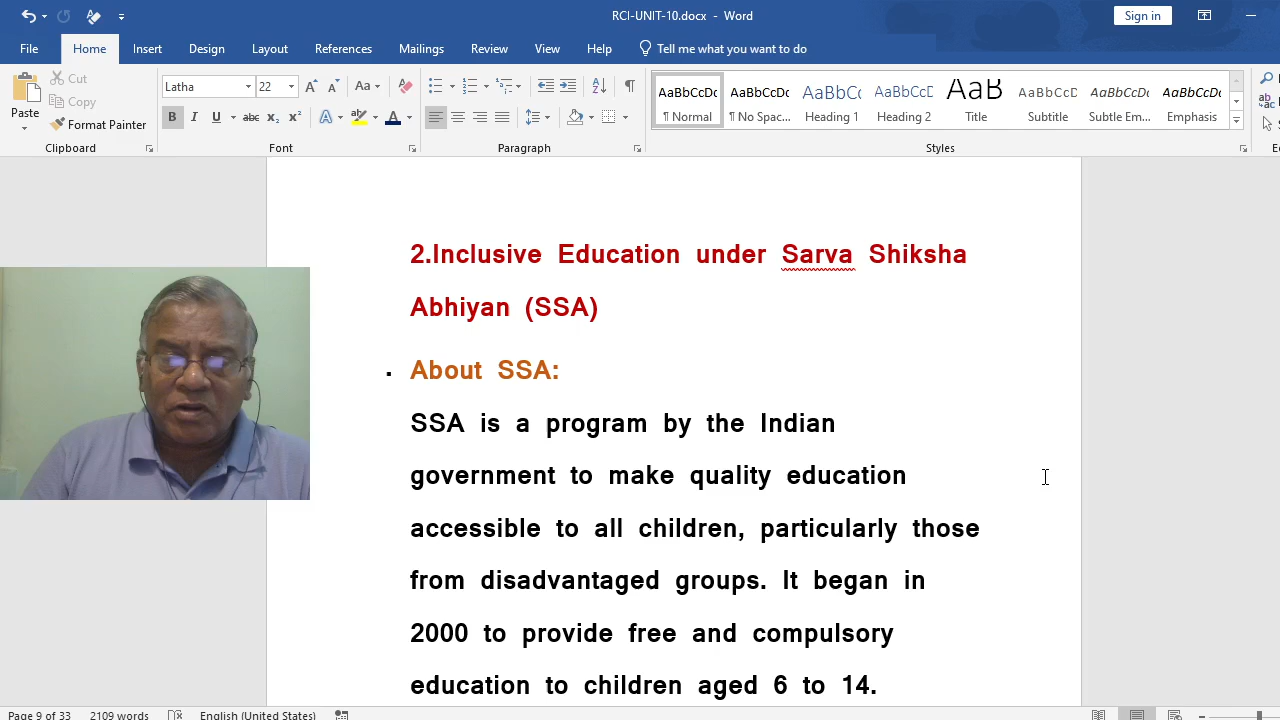 RCI-UNIT-10.docx - Word
Sign in
File Home Insert Design Layout References Mailings Review View Help Tell me what you want to do
Paste
Cut
Copy
Format Painter
Clipboard
Latha 22
Font
Paragraph
AaBbCcDc AaBbCcDc AaBbCc AaBbCcD AaB AaBbCcD AaBbCcDc AaBbCcDc
¶ Normal ¶ No Spac... Heading 1 Heading 2 Title Subtitle Subtle Em... Emphasis
Styles
2.Inclusive Education under Sarva Shiksha
Abhiyan (SSA)
▪ About SSA:
SSA is a program by the Indian
government to make quality education
accessible to all children, particularly those
from disadvantaged groups. It began in
2000 to provide free and compulsory
education to children aged 6 to 14.
Page 9 of 33 2109 words English (United States)